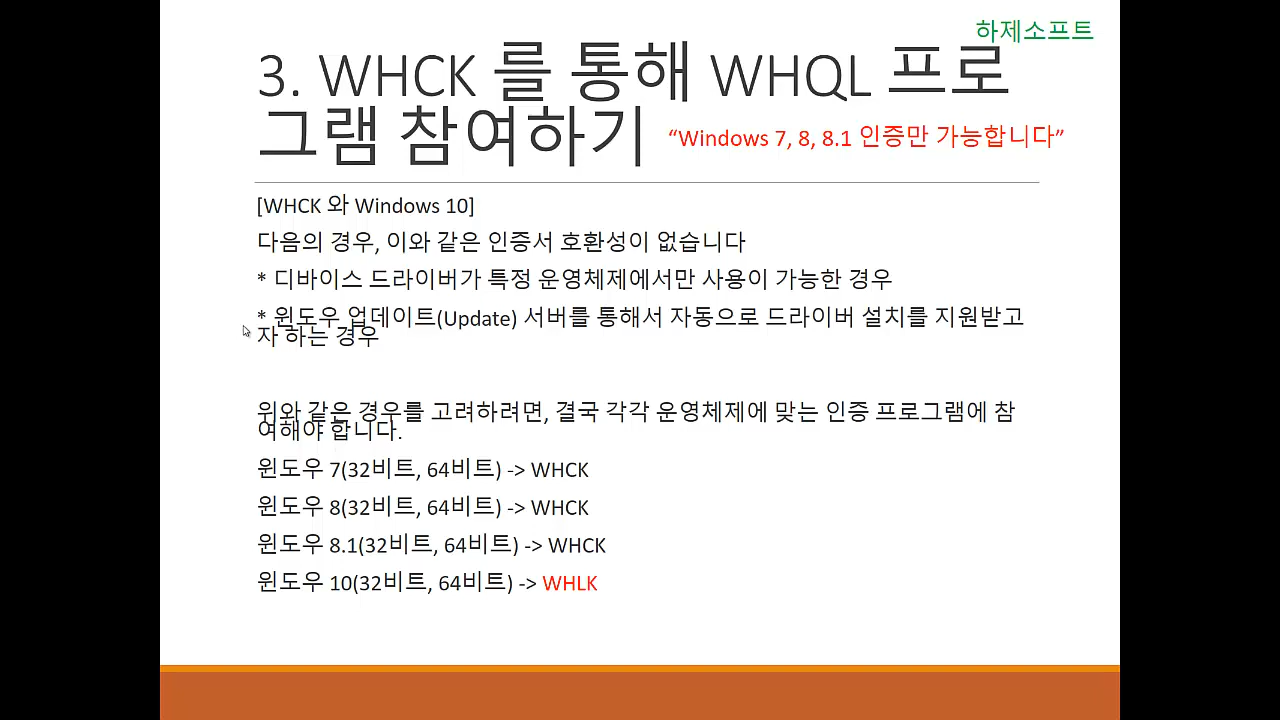 하제소프트
3. WHCK 를 통해 WHQL 프로
그램 참여하기 “Windows 7, 8, 8.1 인증만 가능합니다”
[WHCK 와 Windows 10]
다음의 경우, 이와 같은 인증서 호환성이 없습니다
* 디바이스 드라이버가 특정 운영체제에서만 사용이 가능한 경우
* 윈도우 업데이트(Update) 서버를 통해서 자동으로 드라이버 설치를 지원받고
자 하는 경우
위와 같은 경우를 고려하려면, 결국 각각 운영체제에 맞는 인증 프로그램에 참
여해야 합니다.
윈도우 7(32비트, 64비트) -> WHCK
윈도우 8(32비트, 64비트) -> WHCK
윈도우 8.1(32비트, 64비트) -> WHCK
윈도우 10(32비트, 64비트) -> WHLK